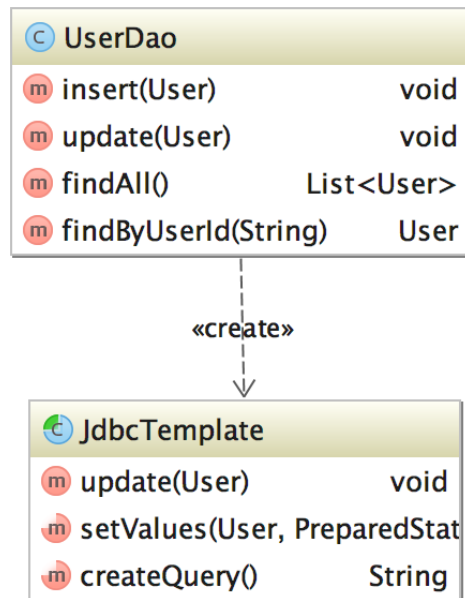 C UserDao
m insert(User) void
m update(User) void
m findAll() List<User>
m findByUserId(String) User
«create»
C JdbcTemplate
m update(User) void
m setValues(User, PreparedStat
m createQuery() String